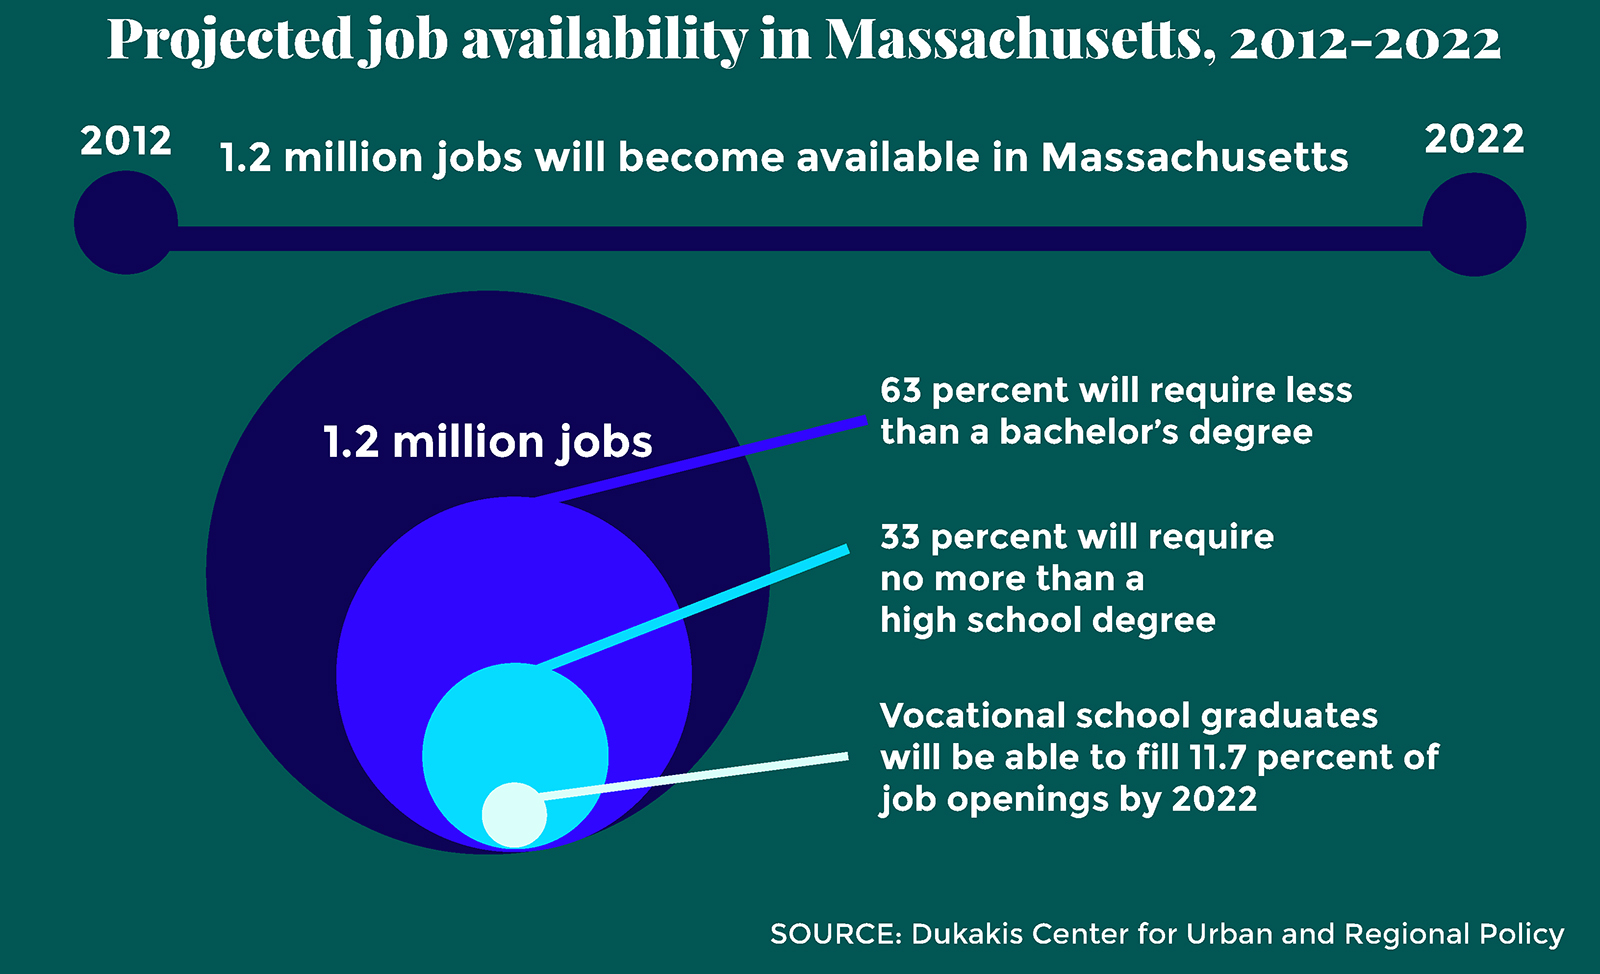 Projected job availability in Massachusetts, 2012-2022
2012
1.2 million jobs will become available in Massachusetts
2022
1.2 million jobs
63 percent will require less
than a bachelor’s degree
33 percent will require
no more than a
high school degree
Vocational school graduates
will be able to fill 11.7 percent of
job openings by 2022
SOURCE: Dukakis Center for Urban and Regional Policy